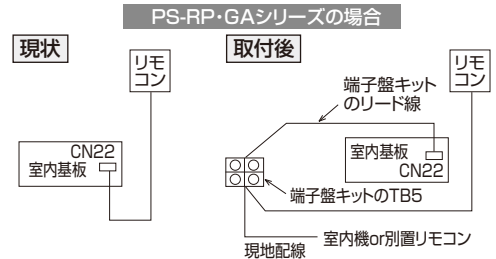 PS-RP・GAシリーズの場合
現状
リモ
コン
CN22
室内基板
取付後
リモ
コン
端子盤キット
のリード線
室内基板
CN22
端子盤キットのTB5
室内機or別置リモコン
現地配線